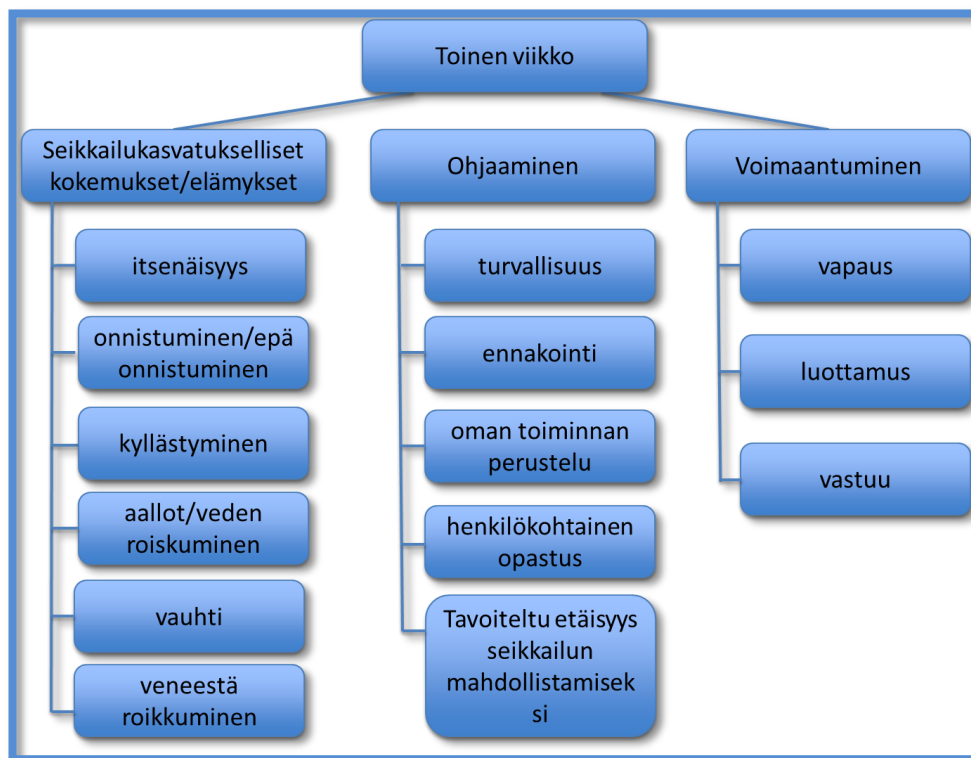 Toinen viikko
Seikkailukasvatukselliset
kokemukset/elämykset
itsenäisyys
onnistuminen/epä
onnistuminen
kyllästyminen
aallot/veden
roiskuminen
vauhti
veneestä
roikkuminen
Ohjaaminen
turvallisuus
ennakointi
oman toiminnan
perustelu
henkilökohtainen
opastus
Tavoiteltu etäisyys
seikkailun
mahdollistamisek
si
Voimaantuminen
vapaus
luottamus
vastuu